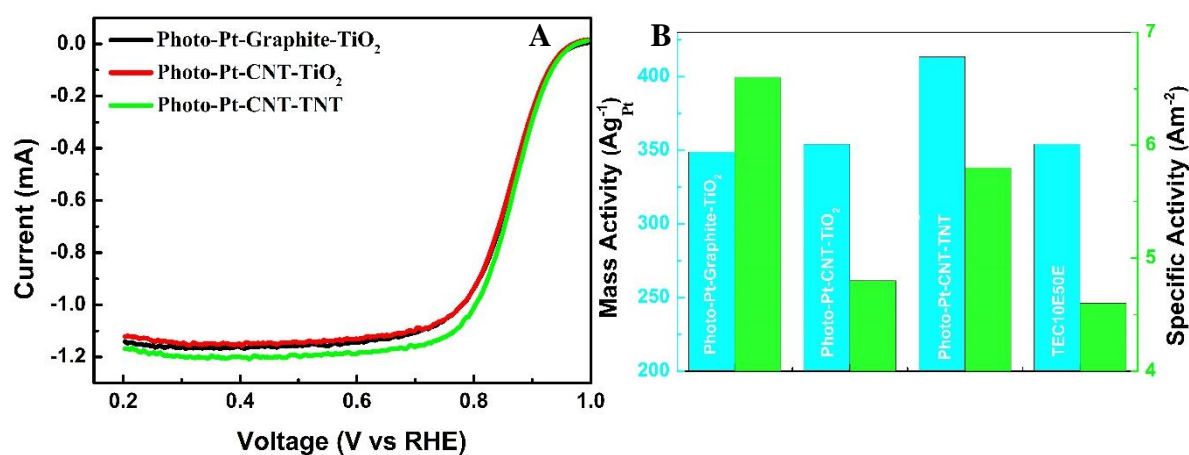 A
Photo-Pt-Graphite-TiO₂
Photo-Pt-CNT-TiO₂
Photo-Pt-CNT-TNT
Current (mA)
0.0
-0.2
-0.4
-0.6
-0.8
-1.0
-1.2
0.2
0.4
0.6
0.8
1.0
Voltage (V vs RHE)
B
Mass Activity (Ag⁻¹Pt)
400
350
300
250
200
Photo-Pt-Graphite-TiO₂
Photo-Pt-CNT-TiO₂
Photo-Pt-CNT-TNT
TEC10E50E
7
6
5
4
Specific Activity (Am⁻²)